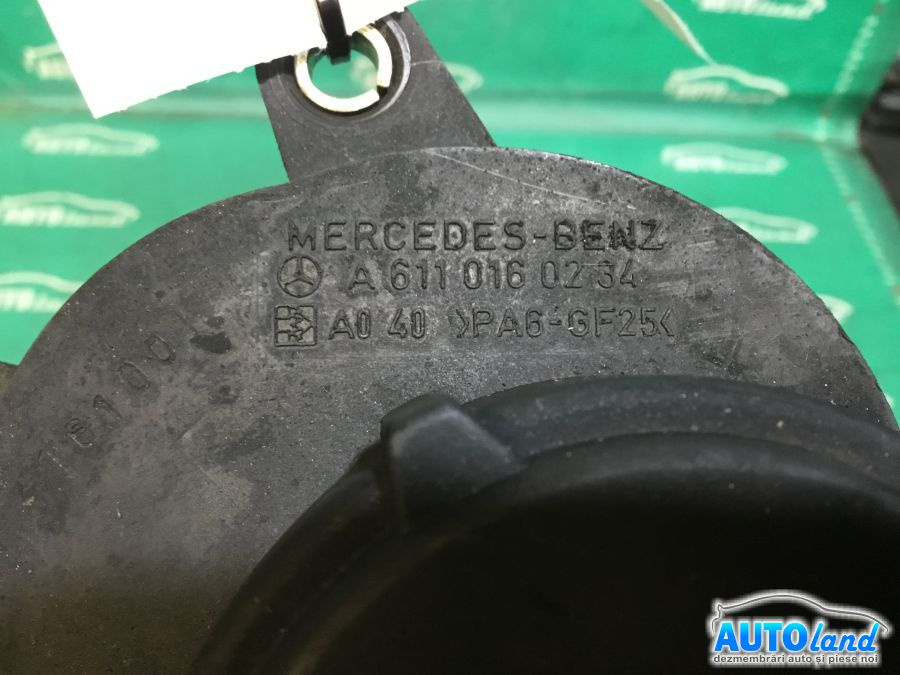 MERCEDES-BENZ
A 611 016 02 34
A0 40 >PA6-GF25<
AUTOland
dezmembrări auto și piese noi